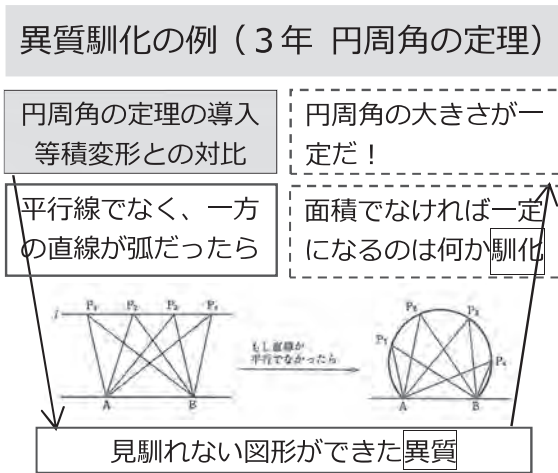 異質馴化の例（３年 円周角の定理）
円周角の定理の導入
等積変形との対比
円周角の大きさが一
定だ！
平行線でなく、一方
の直線が弧だったら
面積でなければ一定
になるのは何か馴化
l P₁ P₂ P₃ P₄
A B
もし直線が
平行でなかったら
A B
見馴れない図形ができた異質